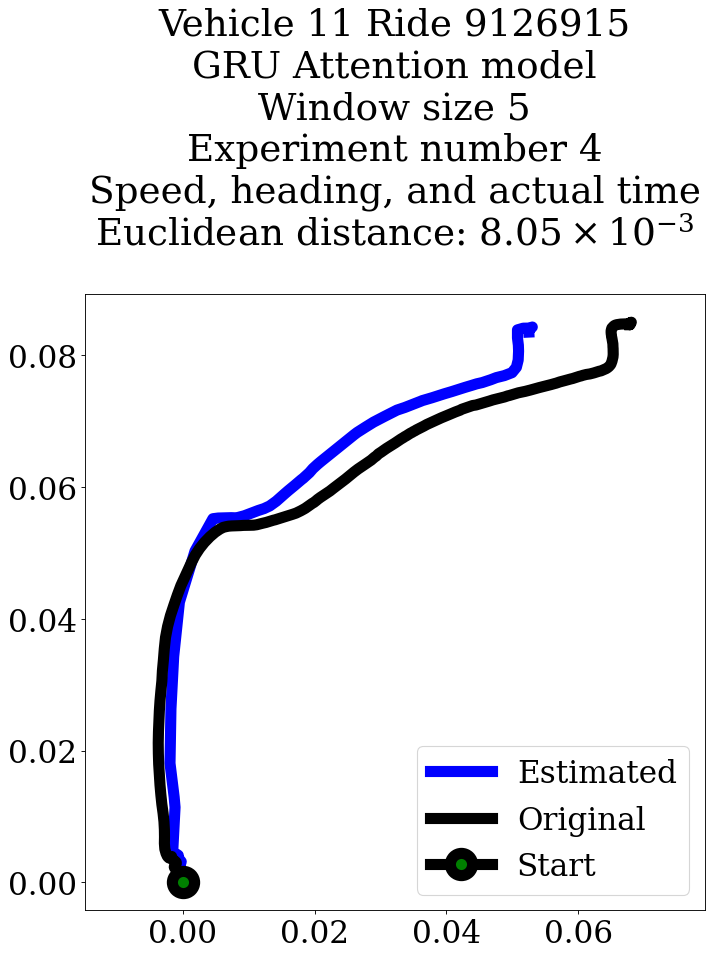 Vehicle 11 Ride 9126915
GRU Attention model
Window size 5
Experiment number 4
Speed, heading, and actual time
Euclidean distance: 8.05 × 10⁻³
0.08
0.06
0.04
0.02
0.00
Estimated
Original
Start
0.00 0.02 0.04 0.06